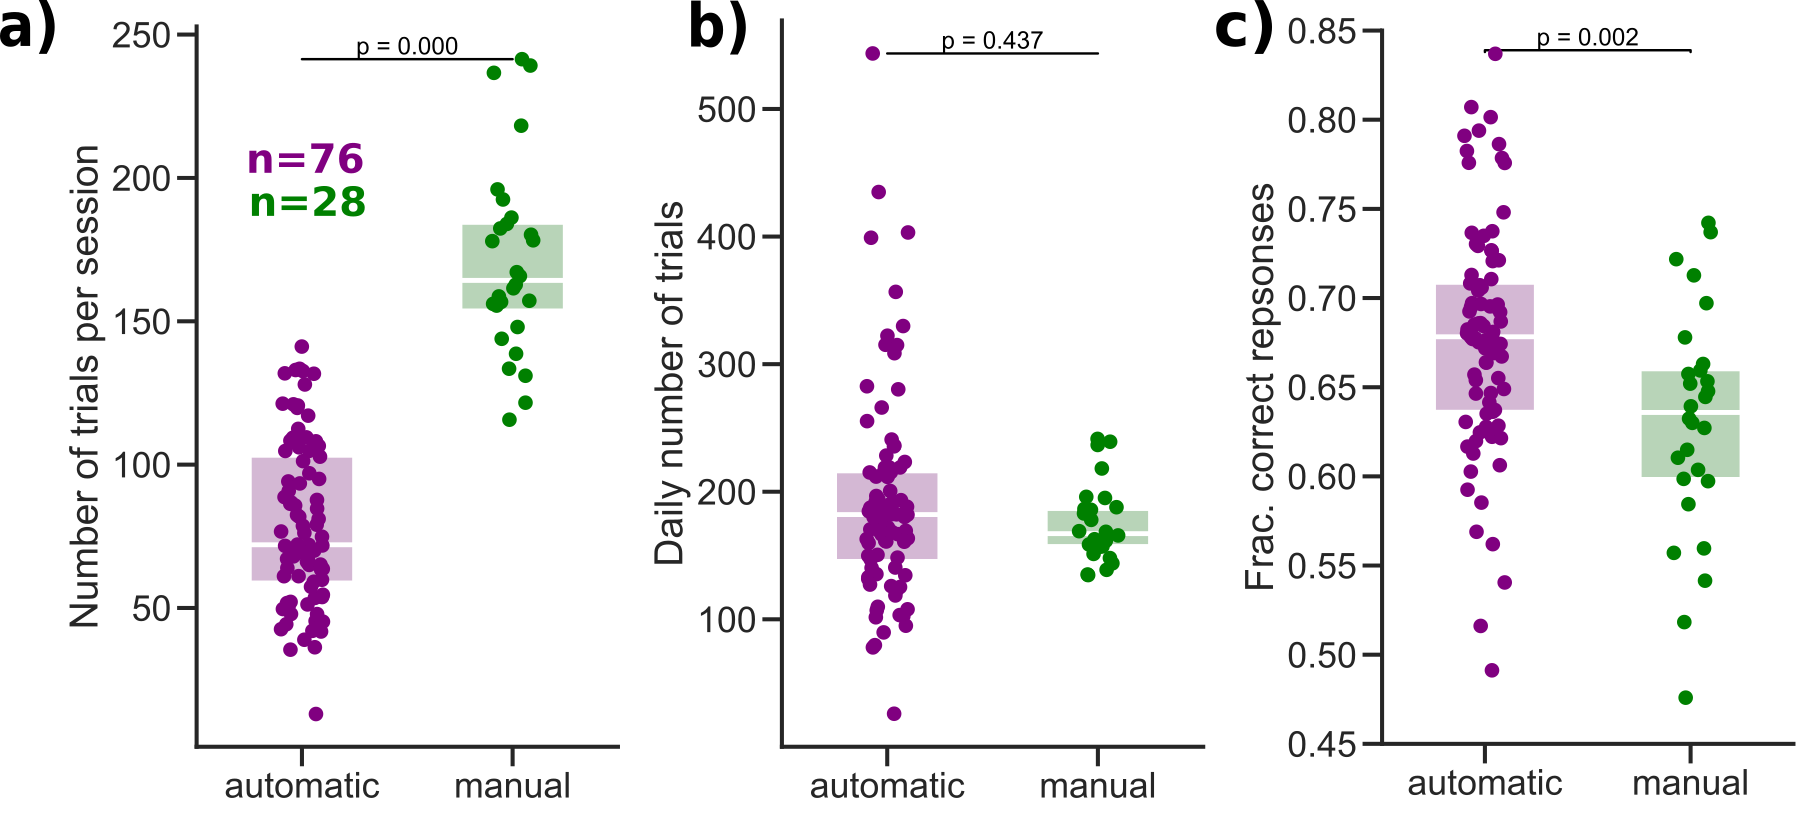 a)
Number of trials per session
250
200
150
100
50
p = 0.000
n=76
n=28
automatic
manual
b)
Daily number of trials
500
400
300
200
100
p = 0.437
automatic
manual
c)
Frac. correct repsonses
0.85
0.80
0.75
0.70
0.65
0.60
0.55
0.50
0.45
p = 0.002
automatic
manual